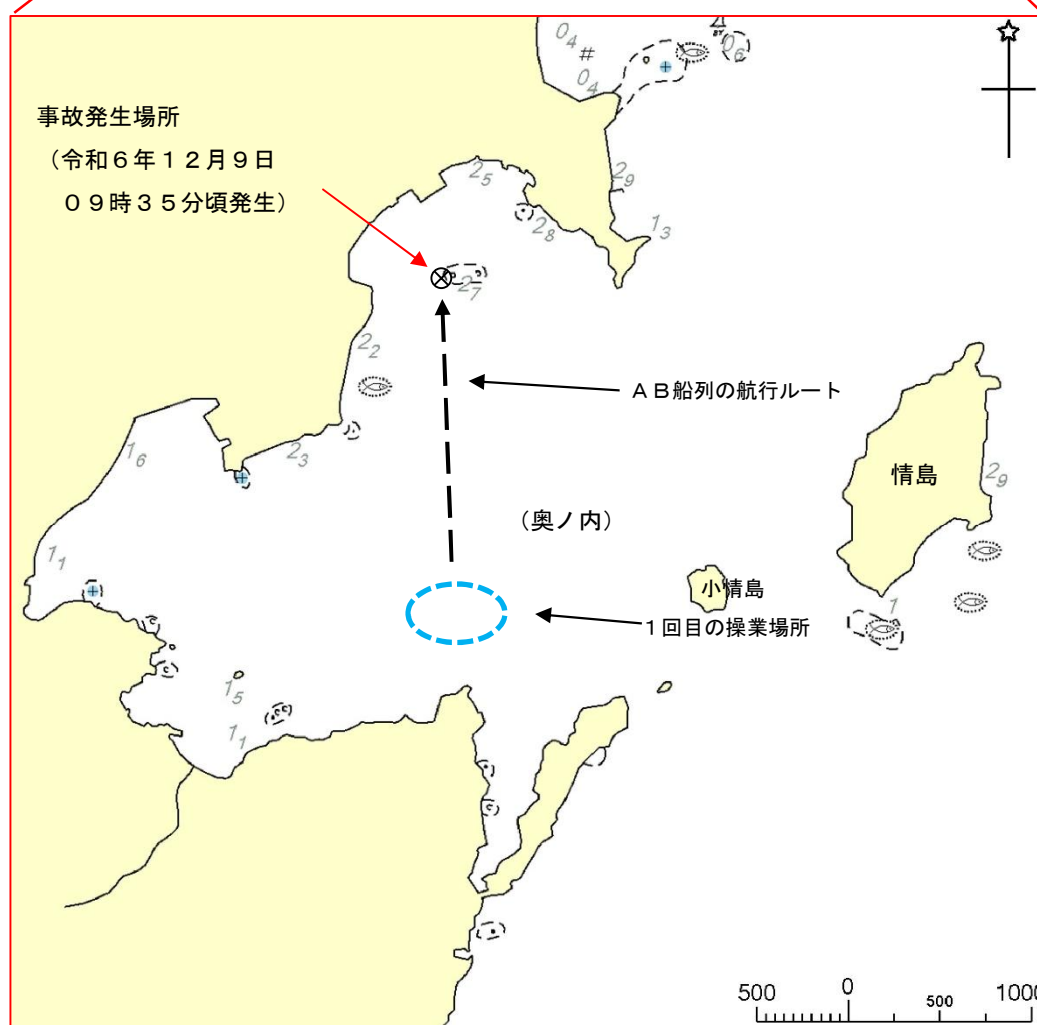 0₄
#
0₄
BY
0₆
事故発生場所
（令和６年１２月９日
０９時３５分頃発生）
2₅
2₉
2₈
1₃
2₇
2₂
ＡＢ船列の航行ルート
1₆
2₃
情島
2₉
（奥ノ内）
1₁
小情島
1
１回目の操業場所
1₅
1₁
500
0
500
1000